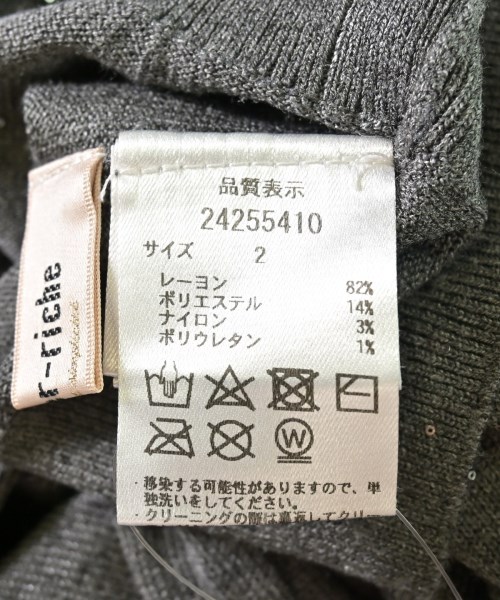 品質表示
24255410
サイズ 2
レーヨン 82%
ポリエステル 14%
ナイロン 3%
ポリウレタン 1%
W
・移染する可能性がありますので、単
独洗いをしてください。
・クリーニングの際は裏返してクリー
r-riche